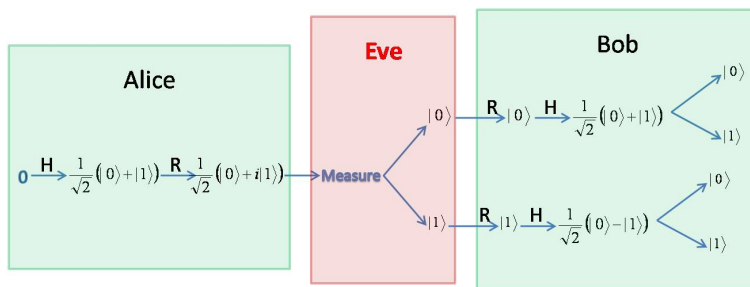 Alice
Eve
Bob
0 H 1/√2 (|0⟩+|1⟩) R 1/√2 (|0⟩+i|1⟩)
Measure
|0⟩ R |0⟩ H 1/√2 (|0⟩+|1⟩)
|0⟩
|1⟩
|1⟩ R |1⟩ H 1/√2 (|0⟩-|1⟩)
|0⟩
|1⟩